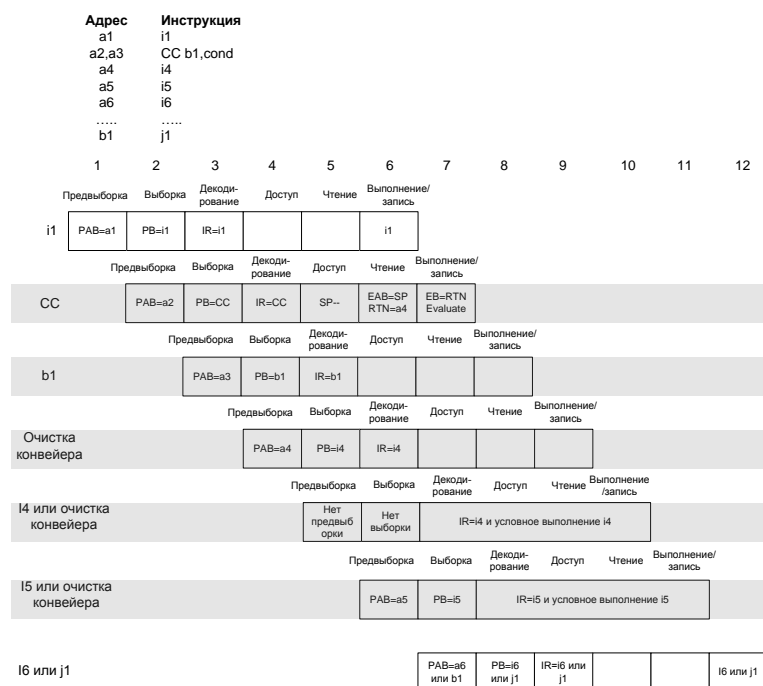 Адрес Инструкция
a1 i1
a2,a3 CC b1,cond
a4 i4
a5 i5
a6 i6
….. …..
b1 j1
1 2 3 4 5 6 7 8 9 10 11 12
Предвыборка Выборка Декоди-рование Доступ Чтение Выполнение/запись
i1 PAB=a1 PB=i1 IR=i1 i1
Предвыборка Выборка Декоди-рование Доступ Чтение Выполнение/запись
CC PAB=a2 PB=CC IR=CC SP-- EAB=SP RTN=a4 EB=RTN Evaluate
Предвыборка Выборка Декоди-рование Доступ Чтение Выполнение/запись
b1 PAB=a3 PB=b1 IR=b1
Предвыборка Выборка Декоди-рование Доступ Чтение Выполнение/запись
Очистка конвейера PAB=a4 PB=i4 IR=i4
Предвыборка Выборка Декоди-рование Доступ Чтение Выполнение/запись
I4 или очистка конвейера Нет предвыб орки Нет выборки IR=i4 и условное выполнение i4
Предвыборка Выборка Декоди-рование Доступ Чтение Выполнение/запись
I5 или очистка конвейера PAB=a5 PB=i5 IR=i5 и условное выполнение i5
I6 или j1 PAB=a6 или b1 PB=i6 или j1 IR=i6 или j1 I6 или j1